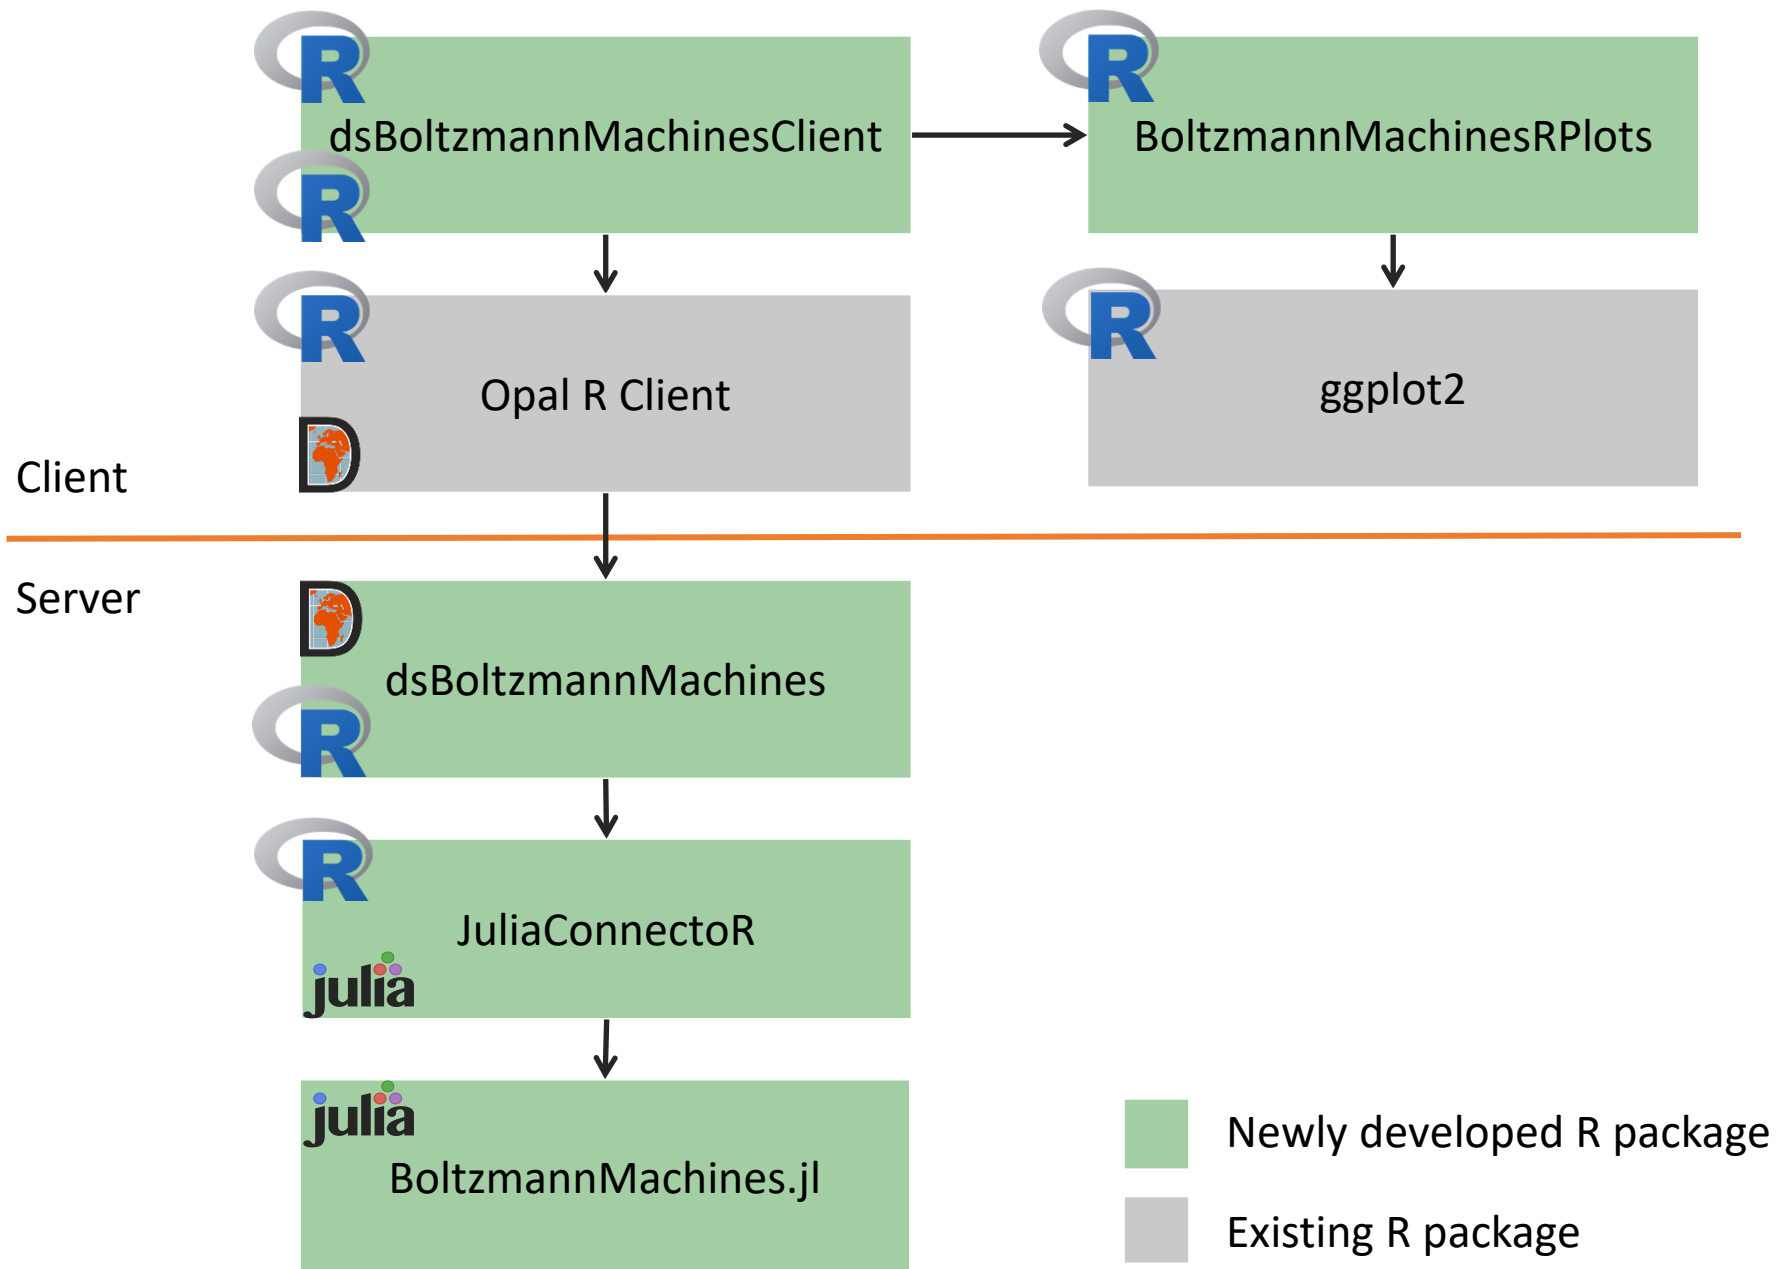 R
R
dsBoltzmannMachinesClient
BoltzmannMachinesRPlots
R
R
R
Opal R Client
ggplot2
D
Client
Server
D
dsBoltzmannMachines
R
R
JuliaConnectoR
julia
julia
BoltzmannMachines.jl
Newly developed R package
Existing R package